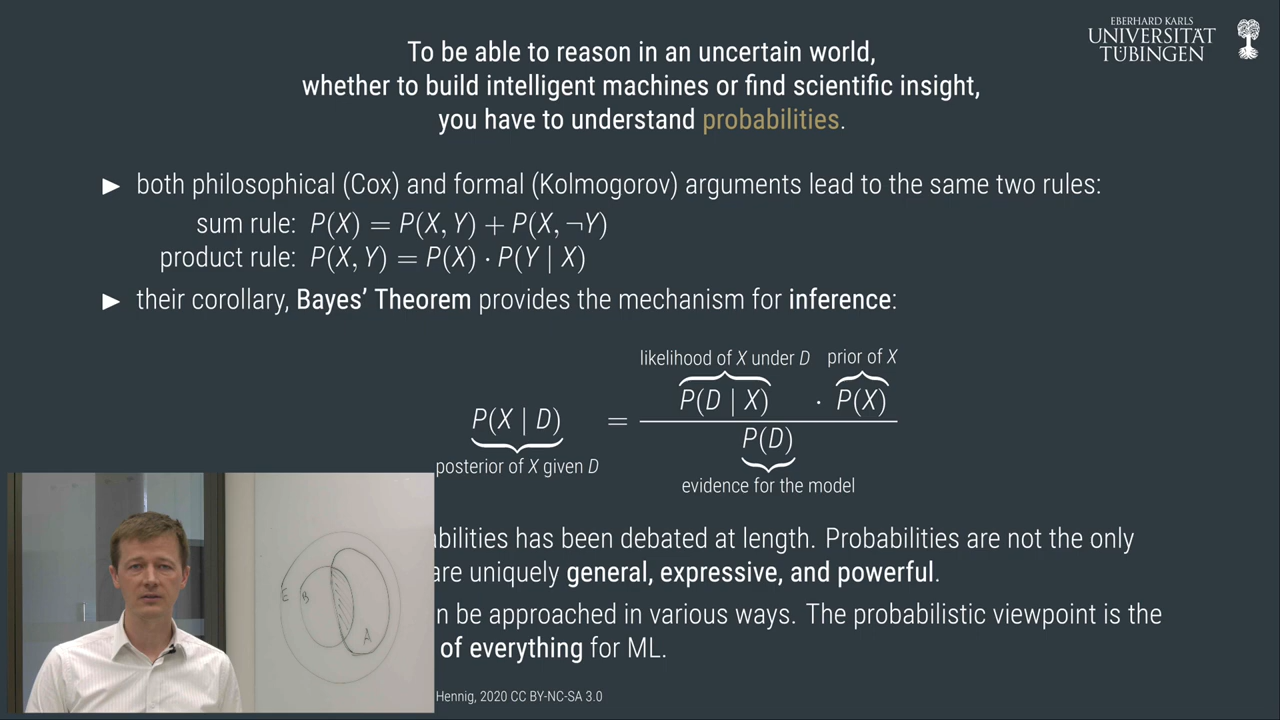 EBERHARD KARLS
UNIVERSITÄT
TÜBINGEN
To be able to reason in an uncertain world,
whether to build intelligent machines or find scientific insight,
you have to understand probabilities.
► both philosophical (Cox) and formal (Kolmogorov) arguments lead to the same two rules:
sum rule: P(X) = P(X, Y) + P(X, ¬Y)
product rule: P(X, Y) = P(X) · P(Y | X)
► their corollary, Bayes' Theorem provides the mechanism for inference:
likelihood of X under D prior of X
P(D | X) · P(X)
P(X | D) =
P(D)
posterior of X given D
evidence for the model
E B A
abilities has been debated at length. Probabilities are not the only
are uniquely general, expressive, and powerful.
n be approached in various ways. The probabilistic viewpoint is the
of everything for ML.
Hennig, 2020 CC BY-NC-SA 3.0